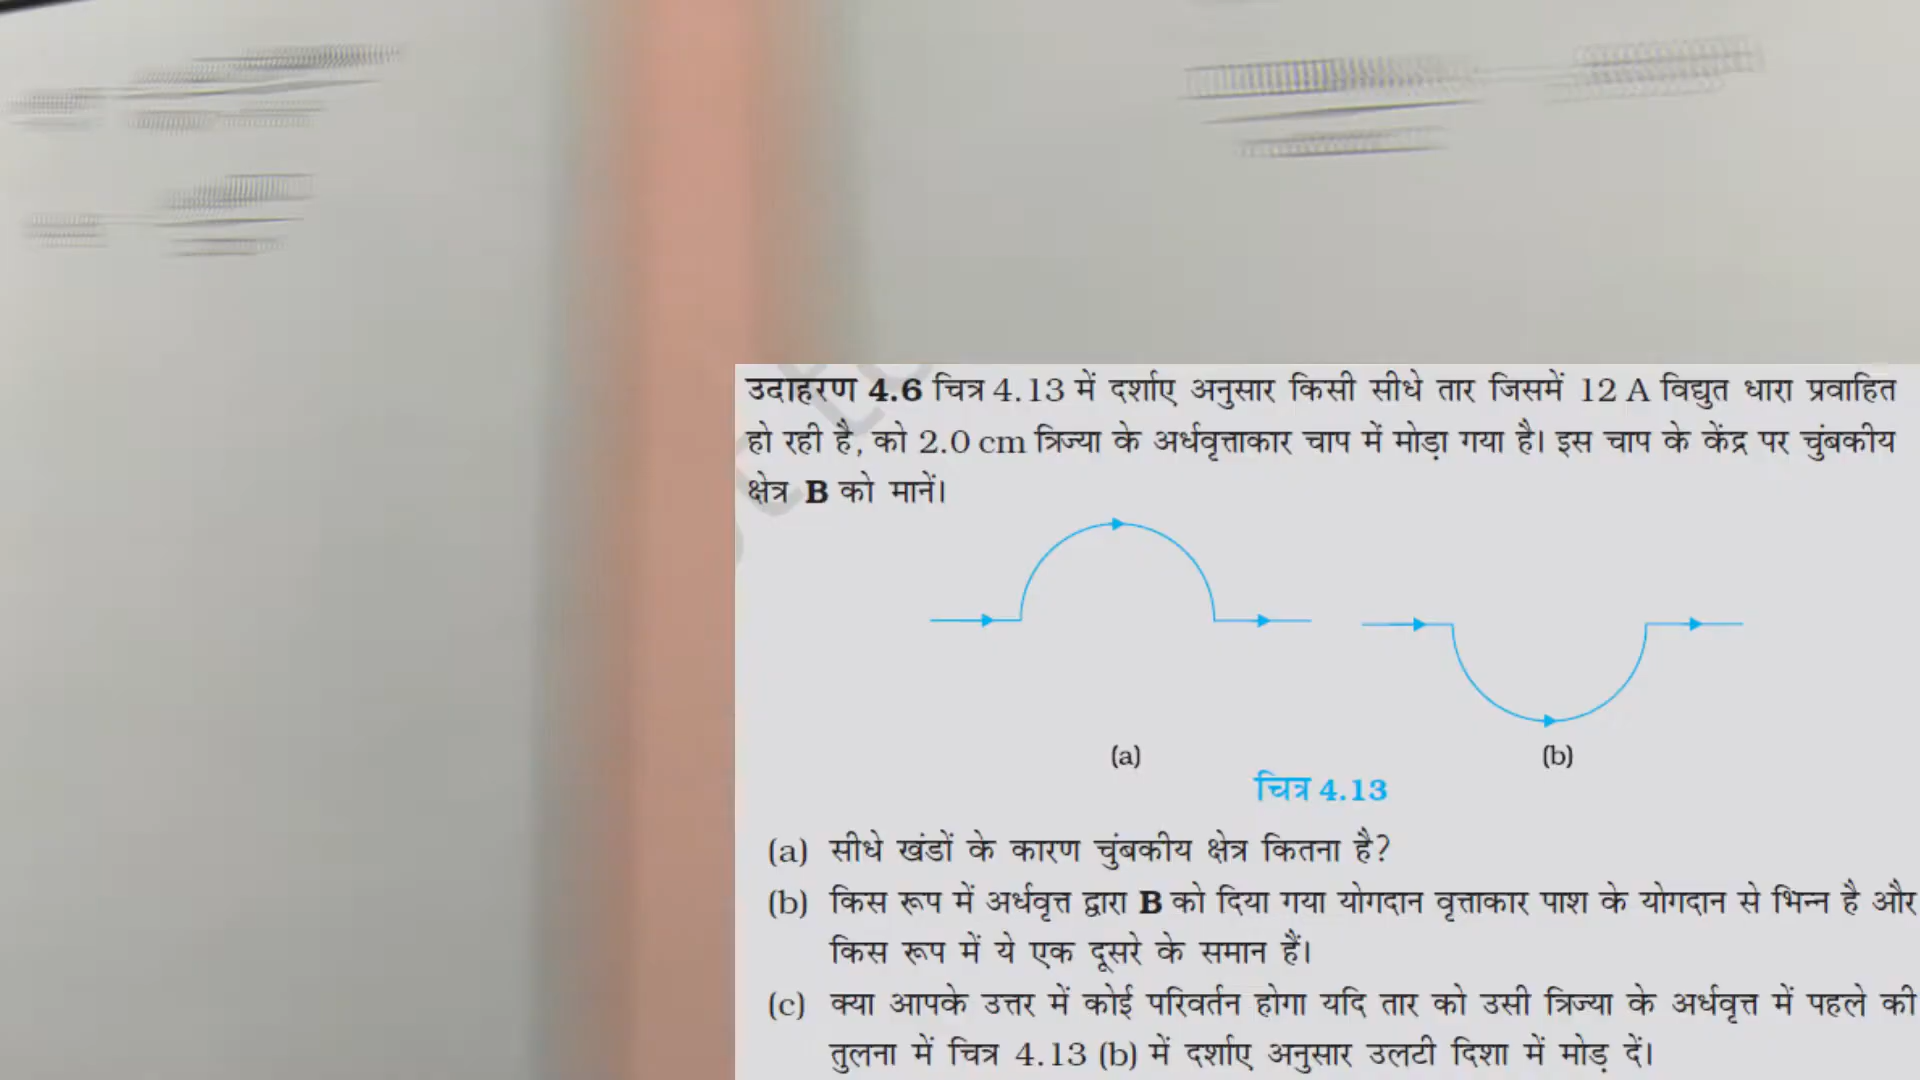 उदाहरण 4.6 चित्र 4.13 में दर्शाए अनुसार किसी सीधे तार जिसमें 12 A विद्युत धारा प्रवाहित
हो रही है, को 2.0 cm त्रिज्या के अर्धवृत्ताकार चाप में मोड़ा गया है। इस चाप के केंद्र पर चुंबकीय
क्षेत्र B को मानें।
(a)
(b)
चित्र 4.13
(a) सीधे खंडों के कारण चुंबकीय क्षेत्र कितना है?
(b) किस रूप में अर्धवृत्त द्वारा B को दिया गया योगदान वृत्ताकार पाश के योगदान से भिन्न है और
किस रूप में ये एक दूसरे के समान हैं।
(c) क्या आपके उत्तर में कोई परिवर्तन होगा यदि तार को उसी त्रिज्या के अर्धवृत्त में पहले की
तुलना में चित्र 4.13 (b) में दर्शाए अनुसार उलटी दिशा में मोड़ दें।